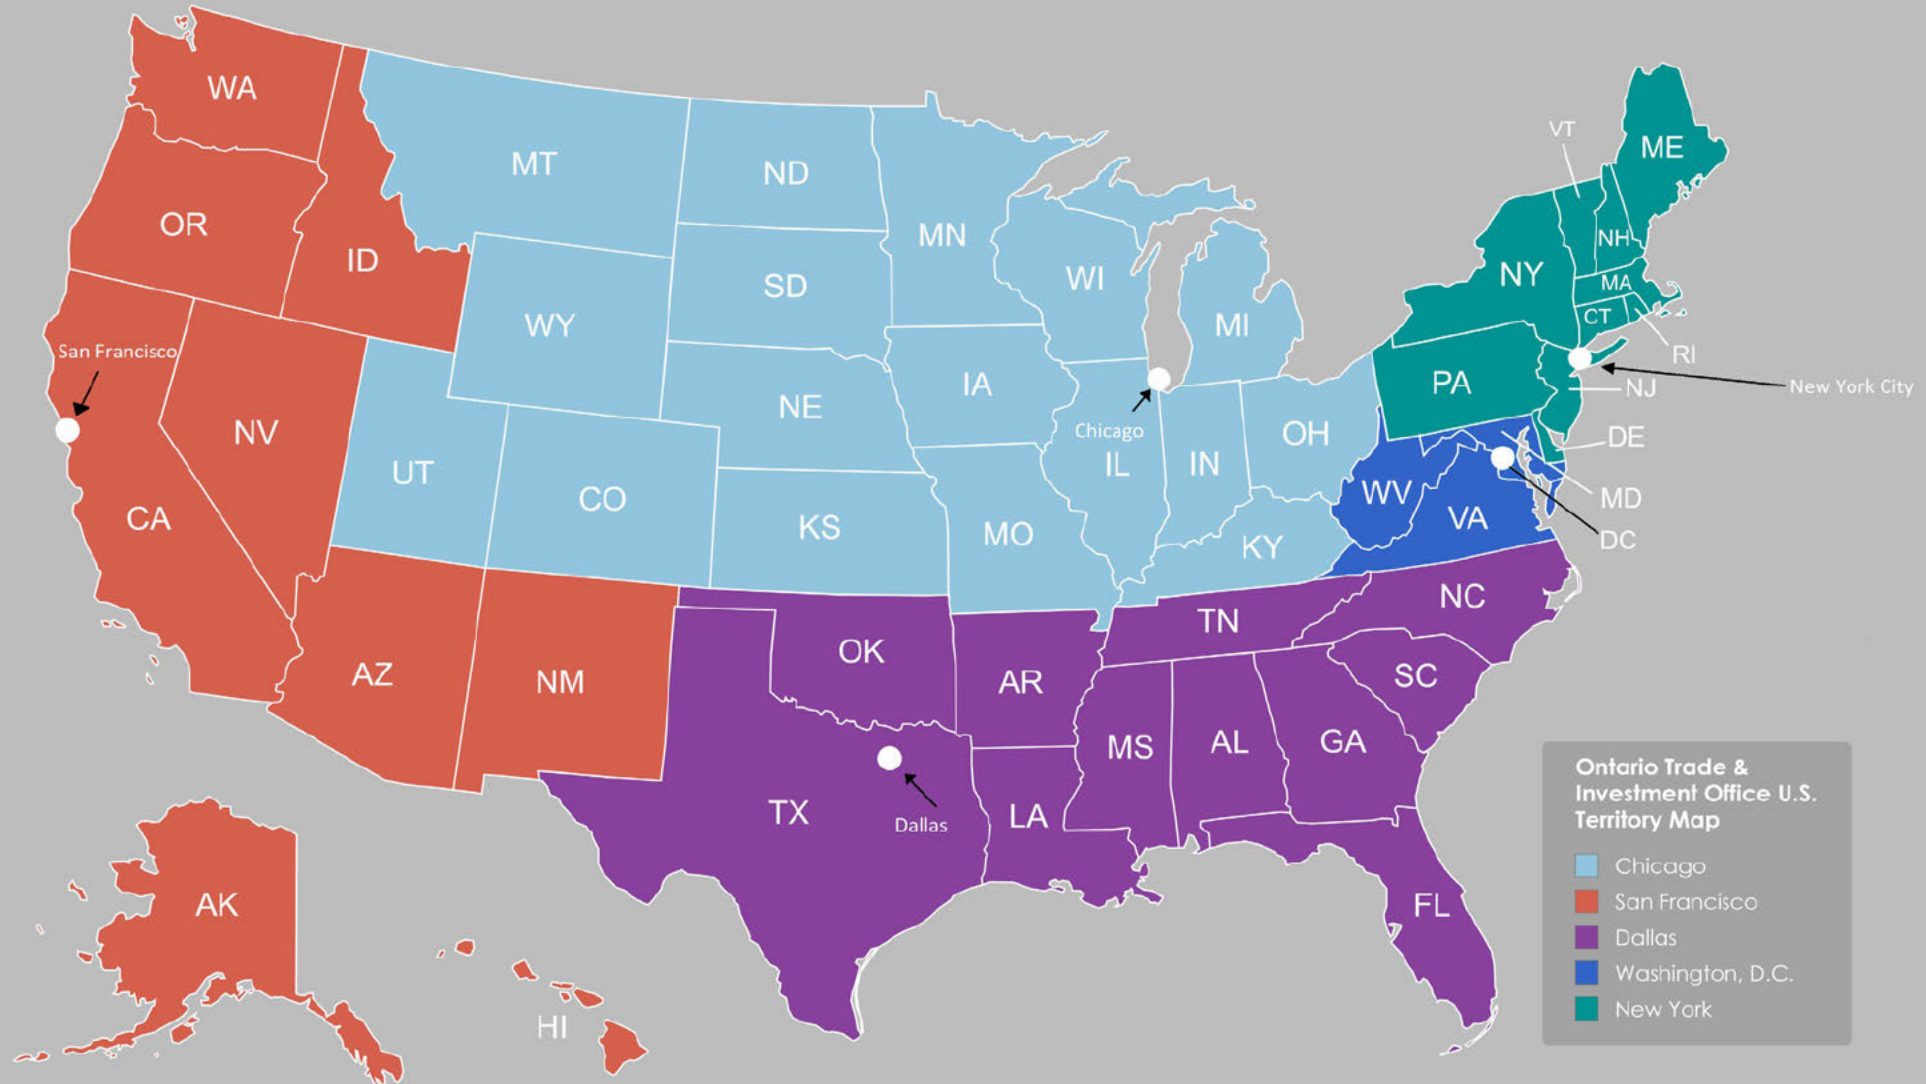 WA
MT
ND
MN
VT
ME
OR
ID
WY
SD
WI
MI
NY
NH
MA
CT
RI
San Francisco
NV
UT
CO
NE
IA
Chicago
IL
IN
OH
PA
NJ
New York City
DE
CA
KS
MO
KY
WV
VA
MD
DC
AZ
NM
OK
AR
TN
NC
SC
TX
Dallas
LA
MS
AL
GA
FL
AK
HI
Ontario Trade &
Investment Office U.S.
Territory Map
Chicago
San Francisco
Dallas
Washington, D.C.
New York